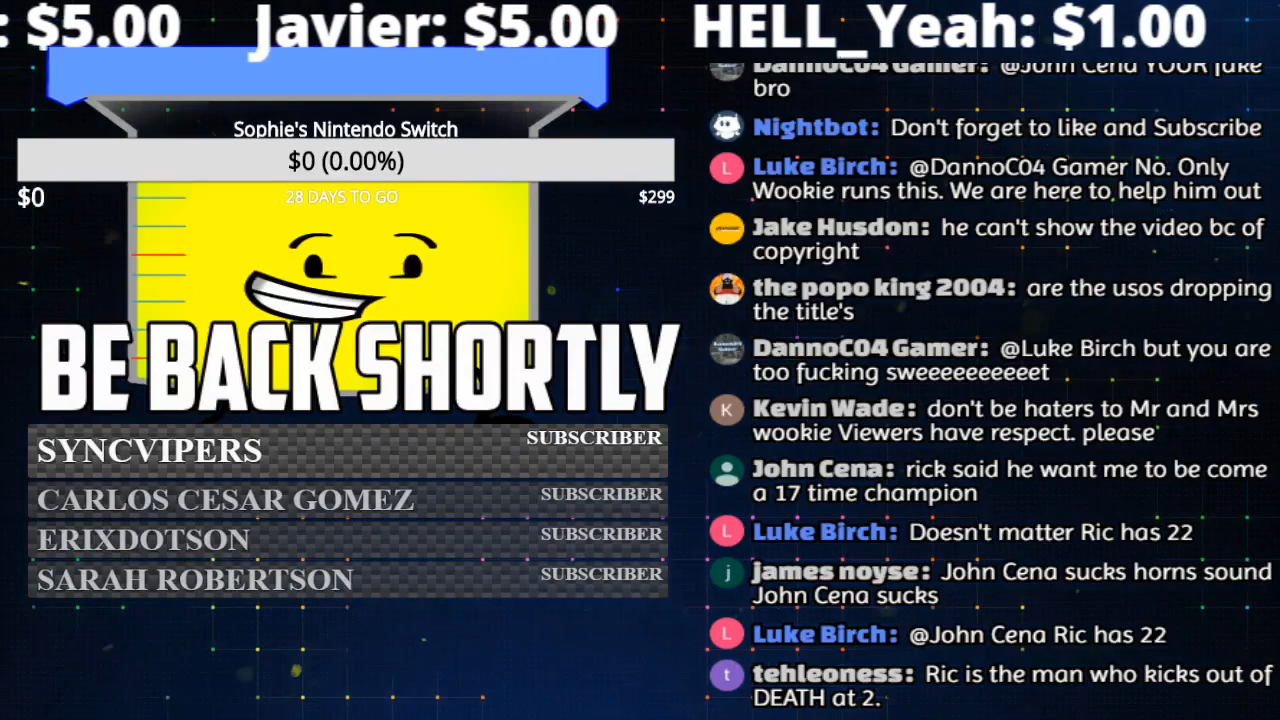 : $5.00 Javier: $5.00 HELL_Yeah: $1.00
Sophie's Nintendo Switch
$0 (0.00%)
$0 28 DAYS TO GO $299
BE BACK SHORTLY
SYNCVIPERS SUBSCRIBER
CARLOS CESAR GOMEZ SUBSCRIBER
ERIXDOTSON SUBSCRIBER
SARAH ROBERTSON SUBSCRIBER
DannoC04 Gamer: @John Cena YOUR fake
bro
Nightbot: Don't forget to like and Subscribe
L Luke Birch: @DannoC04 Gamer No. Only
Wookie runs this. We are here to help him out
Jake Husdon: he can't show the video bc of
copyright
the popo king 2004: are the usos dropping
the title's
DannoC04 Gamer: @Luke Birch but you are
too fucking sweeeeeeeeeet
K Kevin Wade: don't be haters to Mr and Mrs
wookie Viewers have respect. please
John Cena: rick said he want me to be come
a 17 time champion
L Luke Birch: Doesn't matter Ric has 22
j james noyse: John Cena sucks horns sound
John Cena sucks
L Luke Birch: @John Cena Ric has 22
t tehleoness: Ric is the man who kicks out of
DEATH at 2.